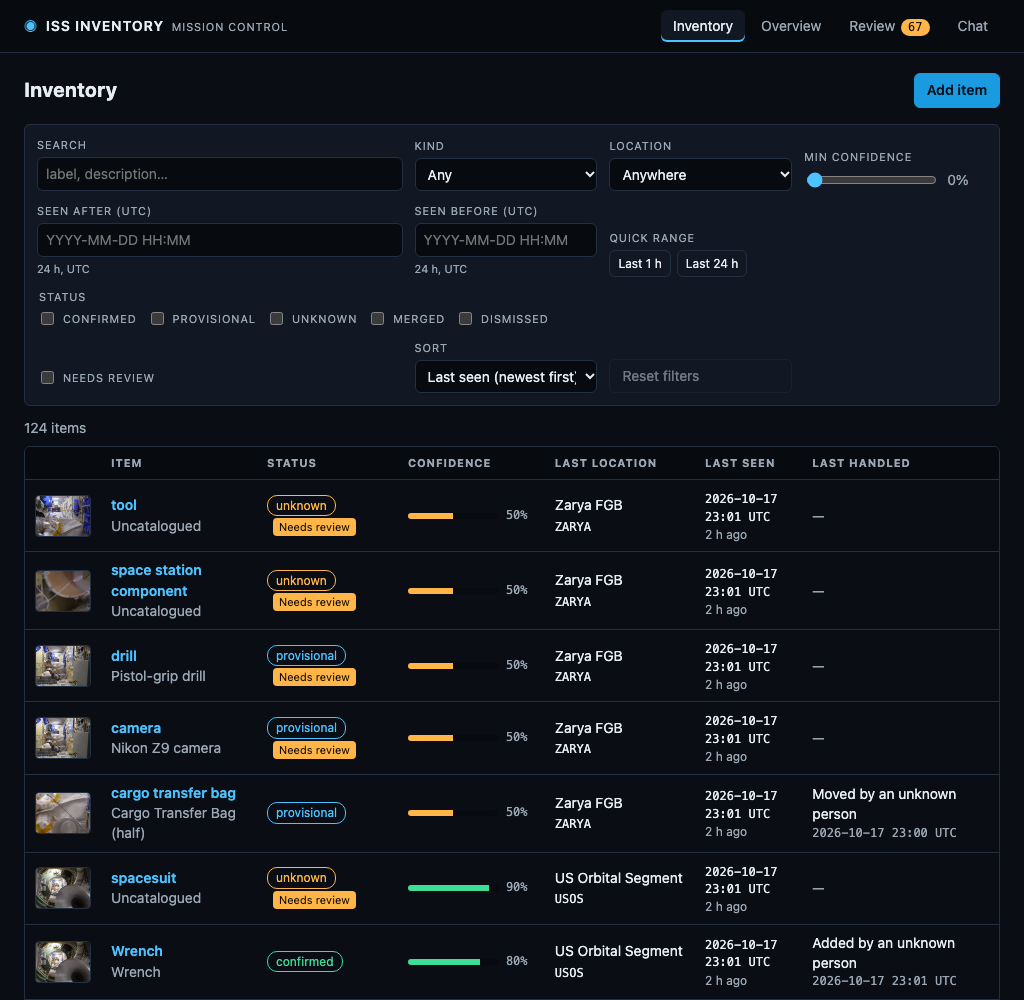 ISS INVENTORY MISSION CONTROL
Inventory Overview Review 67 Chat
Inventory
Add item
SEARCH KIND LOCATION MIN CONFIDENCE
label, description... Any Anywhere 0%
SEEN AFTER (UTC) SEEN BEFORE (UTC) QUICK RANGE
YYYY-MM-DD HH:MM YYYY-MM-DD HH:MM Last 1 h Last 24 h
24 h, UTC 24 h, UTC
STATUS
CONFIRMED PROVISIONAL UNKNOWN MERGED DISMISSED
SORT
NEEDS REVIEW Last seen (newest first) Reset filters
124 items
ITEM STATUS CONFIDENCE LAST LOCATION LAST SEEN LAST HANDLED
tool
Uncatalogued
unknown
Needs review
50%
Zarya FGB
ZARYA
2026-10-17
23:01 UTC
2 h ago
—
space station
component
Uncatalogued
unknown
Needs review
50%
Zarya FGB
ZARYA
2026-10-17
23:01 UTC
2 h ago
—
drill
Pistol-grip drill
provisional
Needs review
50%
Zarya FGB
ZARYA
2026-10-17
23:01 UTC
2 h ago
—
camera
Nikon Z9 camera
provisional
Needs review
50%
Zarya FGB
ZARYA
2026-10-17
23:01 UTC
2 h ago
—
cargo transfer bag
Cargo Transfer Bag
(half)
provisional
50%
Zarya FGB
ZARYA
2026-10-17
23:01 UTC
2 h ago
Moved by an unknown
person
2026-10-17 23:00 UTC
spacesuit
Uncatalogued
unknown
Needs review
90%
US Orbital Segment
USOS
2026-10-17
23:01 UTC
2 h ago
—
Wrench
Wrench
confirmed
80%
US Orbital Segment
USOS
2026-10-17
23:01 UTC
2 h ago
Added by an unknown
person
2026-10-17 23:01 UTC